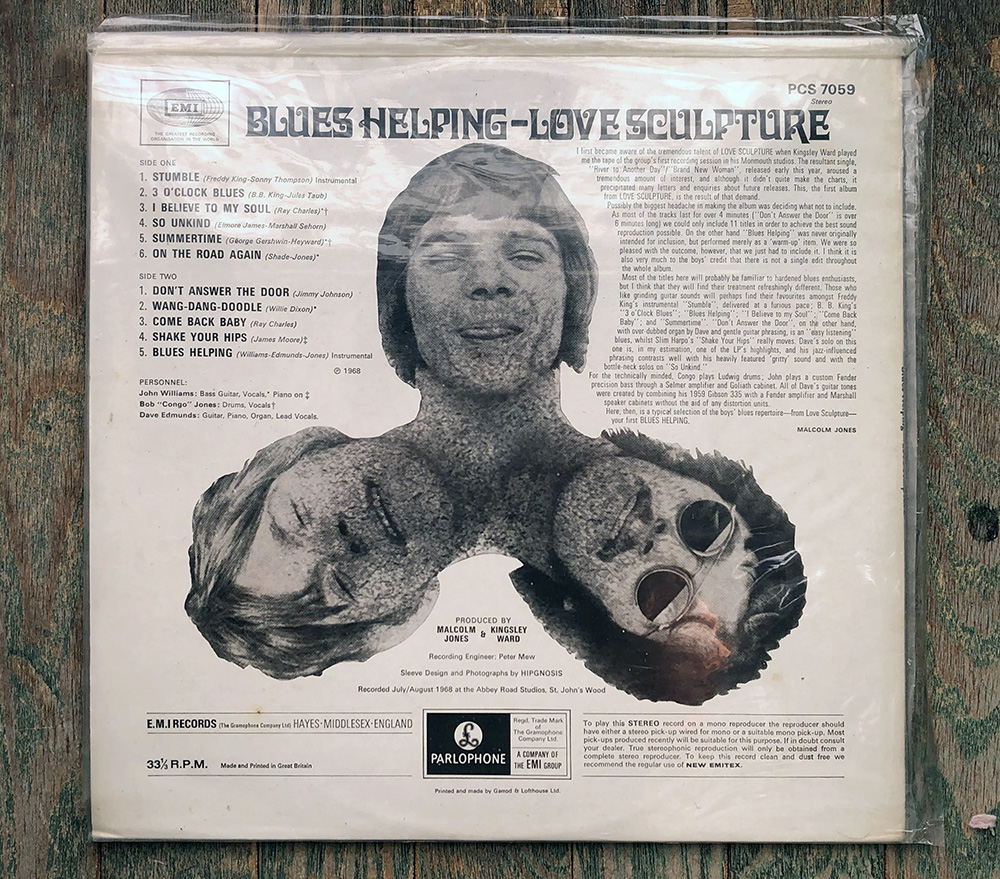 EMI
THE GREATEST RECORDING
ORGANISATION IN THE WORLD
PCS 7059
Stereo
BLUES HELPING–LOVE SCULPTURE
SIDE ONE
1. STUMBLE (Freddy King-Sonny Thompson) Instrumental
2. 3 O'CLOCK BLUES (B.B. King-Jules Taub)
3. I BELIEVE TO MY SOUL (Ray Charles)*†
4. SO UNKIND (Elmore James-Marshall Sehorn)
5. SUMMERTIME (George Gershwin-Heyward)*†
6. ON THE ROAD AGAIN (Shade-Jones)*
SIDE TWO
1. DON'T ANSWER THE DOOR (Jimmy Johnson)
2. WANG-DANG-DOODLE (Willie Dixon)*
3. COME BACK BABY (Ray Charles)
4. SHAKE YOUR HIPS (James Moore)‡
5. BLUES HELPING (Williams-Edmunds-Jones) Instrumental
℗ 1968
PERSONNEL:
John Williams: Bass Guitar, Vocals,* Piano on ‡
Bob "Congo" Jones: Drums, Vocals†
Dave Edmunds: Guitar, Piano, Organ, Lead Vocals.
I first became aware of the tremendous talent of LOVE SCULPTURE when Kingsley Ward played
me the tape of the group's first recording session in his Monmouth studios. The resultant single,
"River to Another Day"/"Brand New Woman", released early this year, aroused a
tremendous amount of interest, and although it didn't quite make the charts, it
precipitated many letters and enquiries about future releases. This, the first album
from LOVE SCULPTURE, is the result of that demand.
Possibly the biggest headache in making the album was deciding what not to include.
As most of the tracks last for over 4 minutes ("Don't Answer the Door" is over
6 minutes long) we could only include 11 titles in order to achieve the best sound
reproduction possible. On the other hand "Blues Helping" was never originally
intended for inclusion, but performed merely as a 'warm-up' item. We were so
pleased with the outcome, however, that we just had to include it. I think it is
also very much to the boys' credit that there is not a single edit throughout
the whole album.
Most of the titles here will probably be familiar to hardened blues enthusiasts,
but I think that they will find their treatment refreshingly different. Those who
like grinding guitar sounds will perhaps find their favourites amongst Freddy
King's instrumental "Stumble", delivered at a furious pace; B. B. King's
"3 o'Clock Blues"; "Blues Helping"; "I Believe to my Soul"; "Come Back
Baby"; and "Summertime". "Don't Answer the Door", on the other hand,
with over-dubbed organ by Dave and gentle guitar phrasing, is an "easy listening"
blues, whilst Slim Harpo's "Shake Your Hips" really moves. Dave's solo on this
one is, in my estimation, one of the LP's highlights, and his jazz-influenced
phrasing contrasts well with his heavily featured 'gritty' sound and with the
bottle-neck solos on "So Unkind."
For the technically minded, Congo plays Ludwig drums; John plays a custom Fender
precision bass through a Selmer amplifier and Goliath cabinet. All of Dave's guitar tones
were created by combining his 1959 Gibson 335 with a Fender amplifier and Marshall
speaker cabinets without the aid of any distortion units.
Here, then, is a typical selection of the boys' blues repertoire—from Love Sculpture—
your first BLUES HELPING.
MALCOLM JONES
PRODUCED BY
MALCOLM JONES & KINGSLEY WARD
Recording Engineer: Peter Mew
Sleeve Design and Photographs by HIPGNOSIS
Recorded July/August 1968 at the Abbey Road Studios, St. John's Wood
E.M.I RECORDS (The Gramophone Company Ltd) HAYES·MIDDLESEX·ENGLAND
33⅓ R.P.M. Made and Printed in Great Britain
£
PARLOPHONE
Regd. Trade Mark
of The
Gramophone
Company Ltd.
A COMPANY OF
THE EMI GROUP
To play this STEREO record on a mono reproducer the reproducer should
have either a stereo pick-up wired for mono or a suitable mono pick-up. Most
pick-ups produced recently will be suitable for this purpose. If in doubt consult
your dealer. True stereophonic reproduction will only be obtained from a
complete stereo reproducer. To keep this record clean and dust free we
recommend the regular use of NEW EMITEX.
Printed and made by Garrod & Lofthouse Ltd.